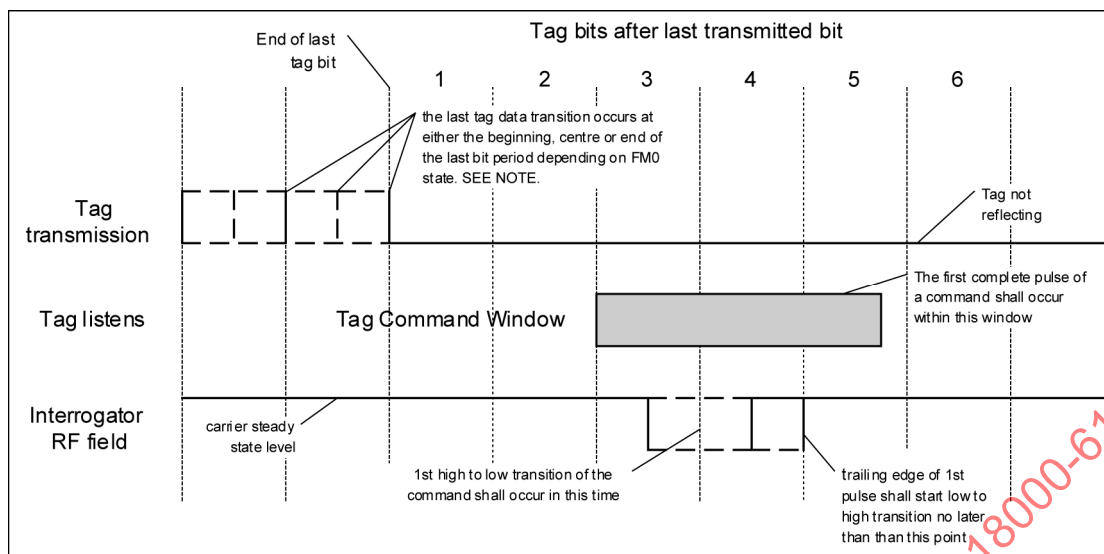 Tag bits after last transmitted bit
End of last
tag bit
1 2 3 4 5 6
the last tag data transition occurs at
either the beginning, centre or end of
the last bit period depending on FM0
state. SEE NOTE.
Tag
transmission
Tag not
reflecting
The first complete pulse of
a command shall occur
within this window
Tag listens
Tag Command Window
Interrogator
RF field
carrier steady
state level
1st high to low transition of the
command shall occur in this time
trailing edge of 1st
pulse shall start low to
high transition no later
than than this point
18000-61